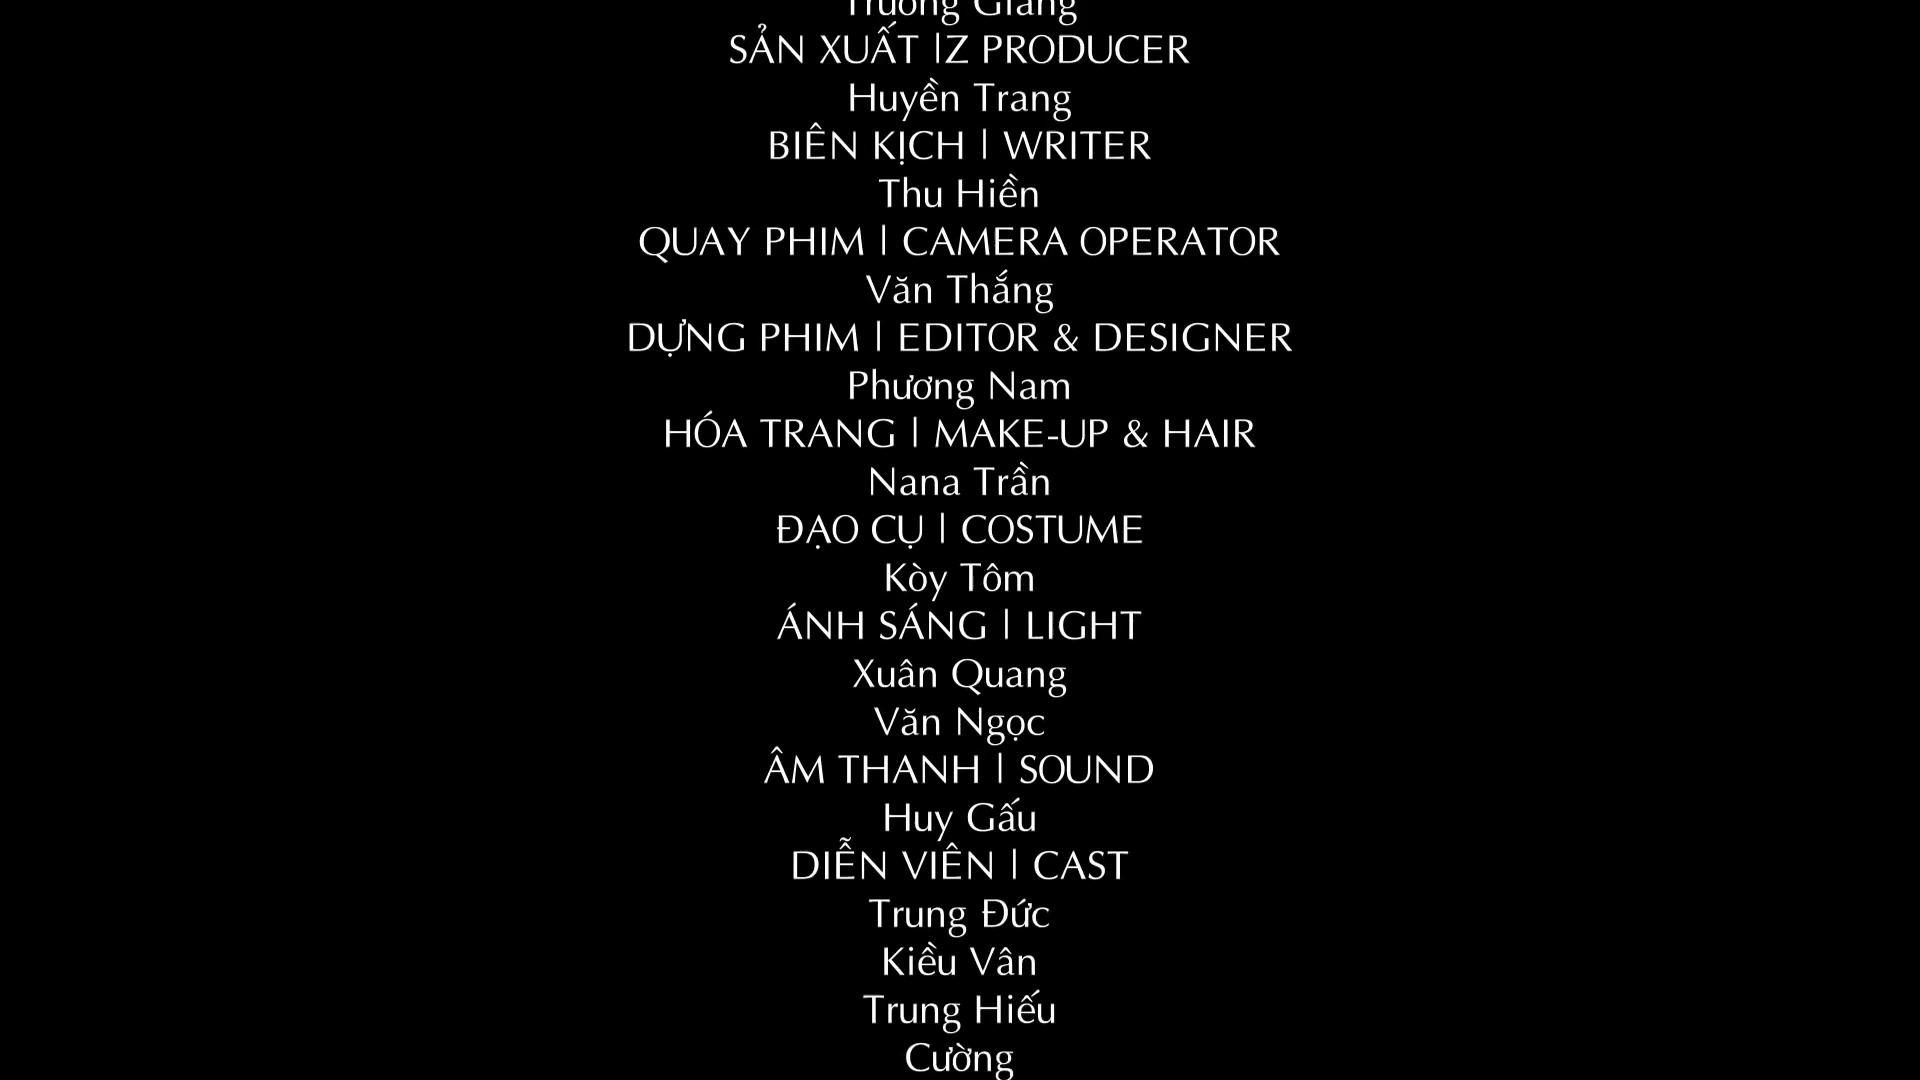 Trường Giang
SẢN XUẤT |Z PRODUCER
Huyền Trang
BIÊN KỊCH | WRITER
Thu Hiền
QUAY PHIM | CAMERA OPERATOR
Văn Thắng
DỰNG PHIM | EDITOR & DESIGNER
Phương Nam
HÓA TRANG | MAKE-UP & HAIR
Nana Trần
ĐẠO CỤ | COSTUME
Kòy Tôm
ÁNH SÁNG | LIGHT
Xuân Quang
Văn Ngọc
ÂM THANH | SOUND
Huy Gấu
DIỄN VIÊN | CAST
Trung Đức
Kiều Vân
Trung Hiếu
Cường